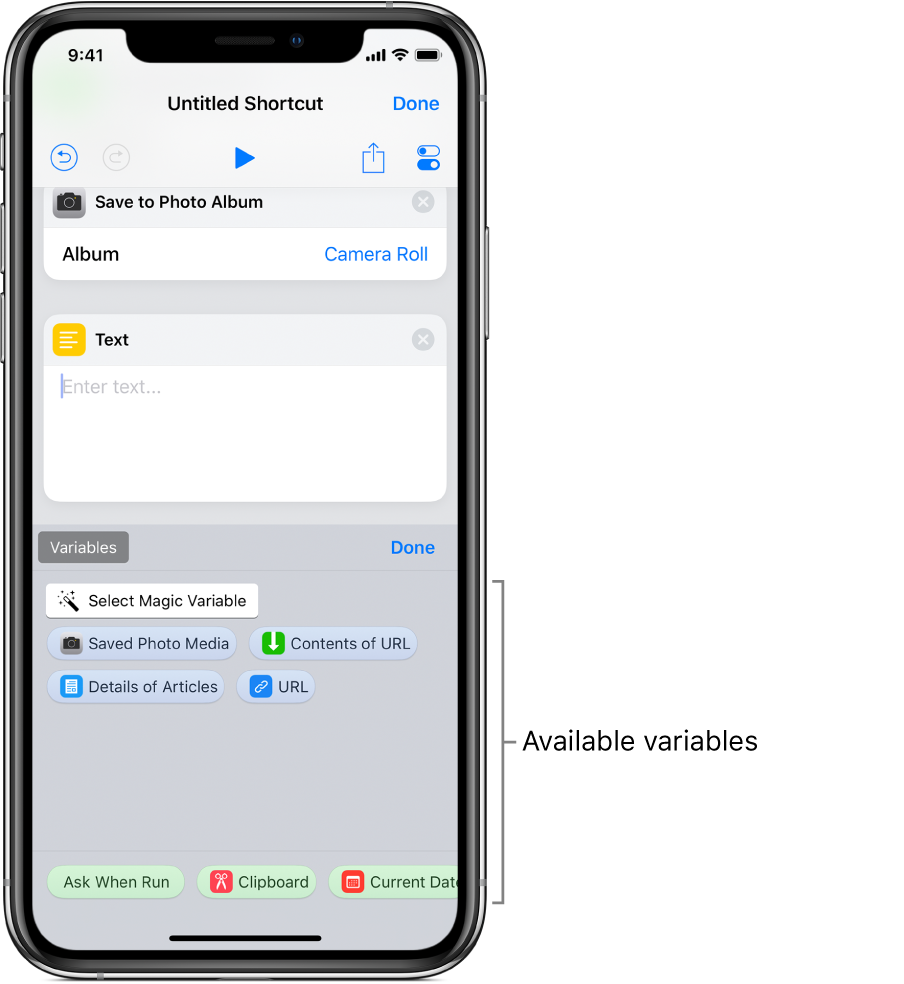 9:41
Untitled Shortcut Done
Save to Photo Album
Album Camera Roll
Text
Enter text...
Variables Done
Select Magic Variable
Saved Photo Media Contents of URL
Details of Articles URL
Available variables
Ask When Run Clipboard Current Date